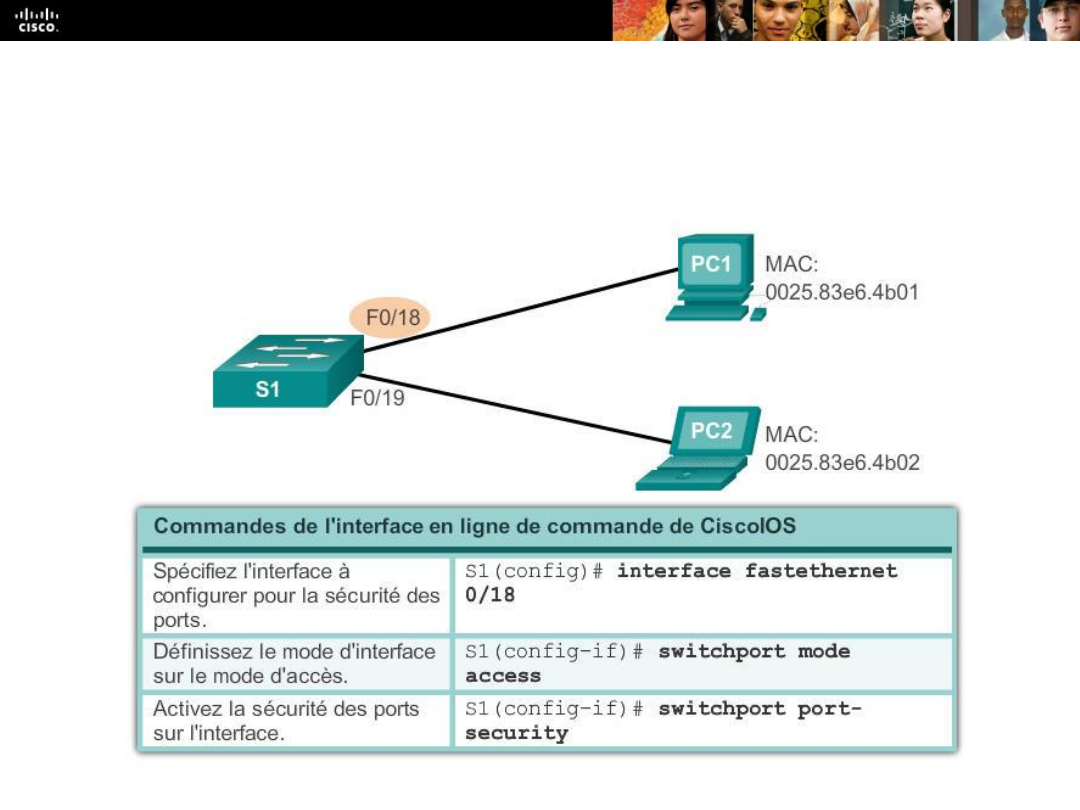 CISCO.
PC1
MAC:
0025.83e6.4b01
F0/18
S1
F0/19
PC2
MAC:
0025.83e6.4b02
Commandes de l'interface en ligne de commande de CiscoIOS
Spécifiez l'interface à
configurer pour la sécurité des
ports.
S1(config)# interface fastethernet
0/18
Définissez le mode d'interface
sur le mode d'accès.
S1(config-if)# switchport mode
access
Activez la sécurité des ports
sur l'interface.
S1(config-if)# switchport port-
security